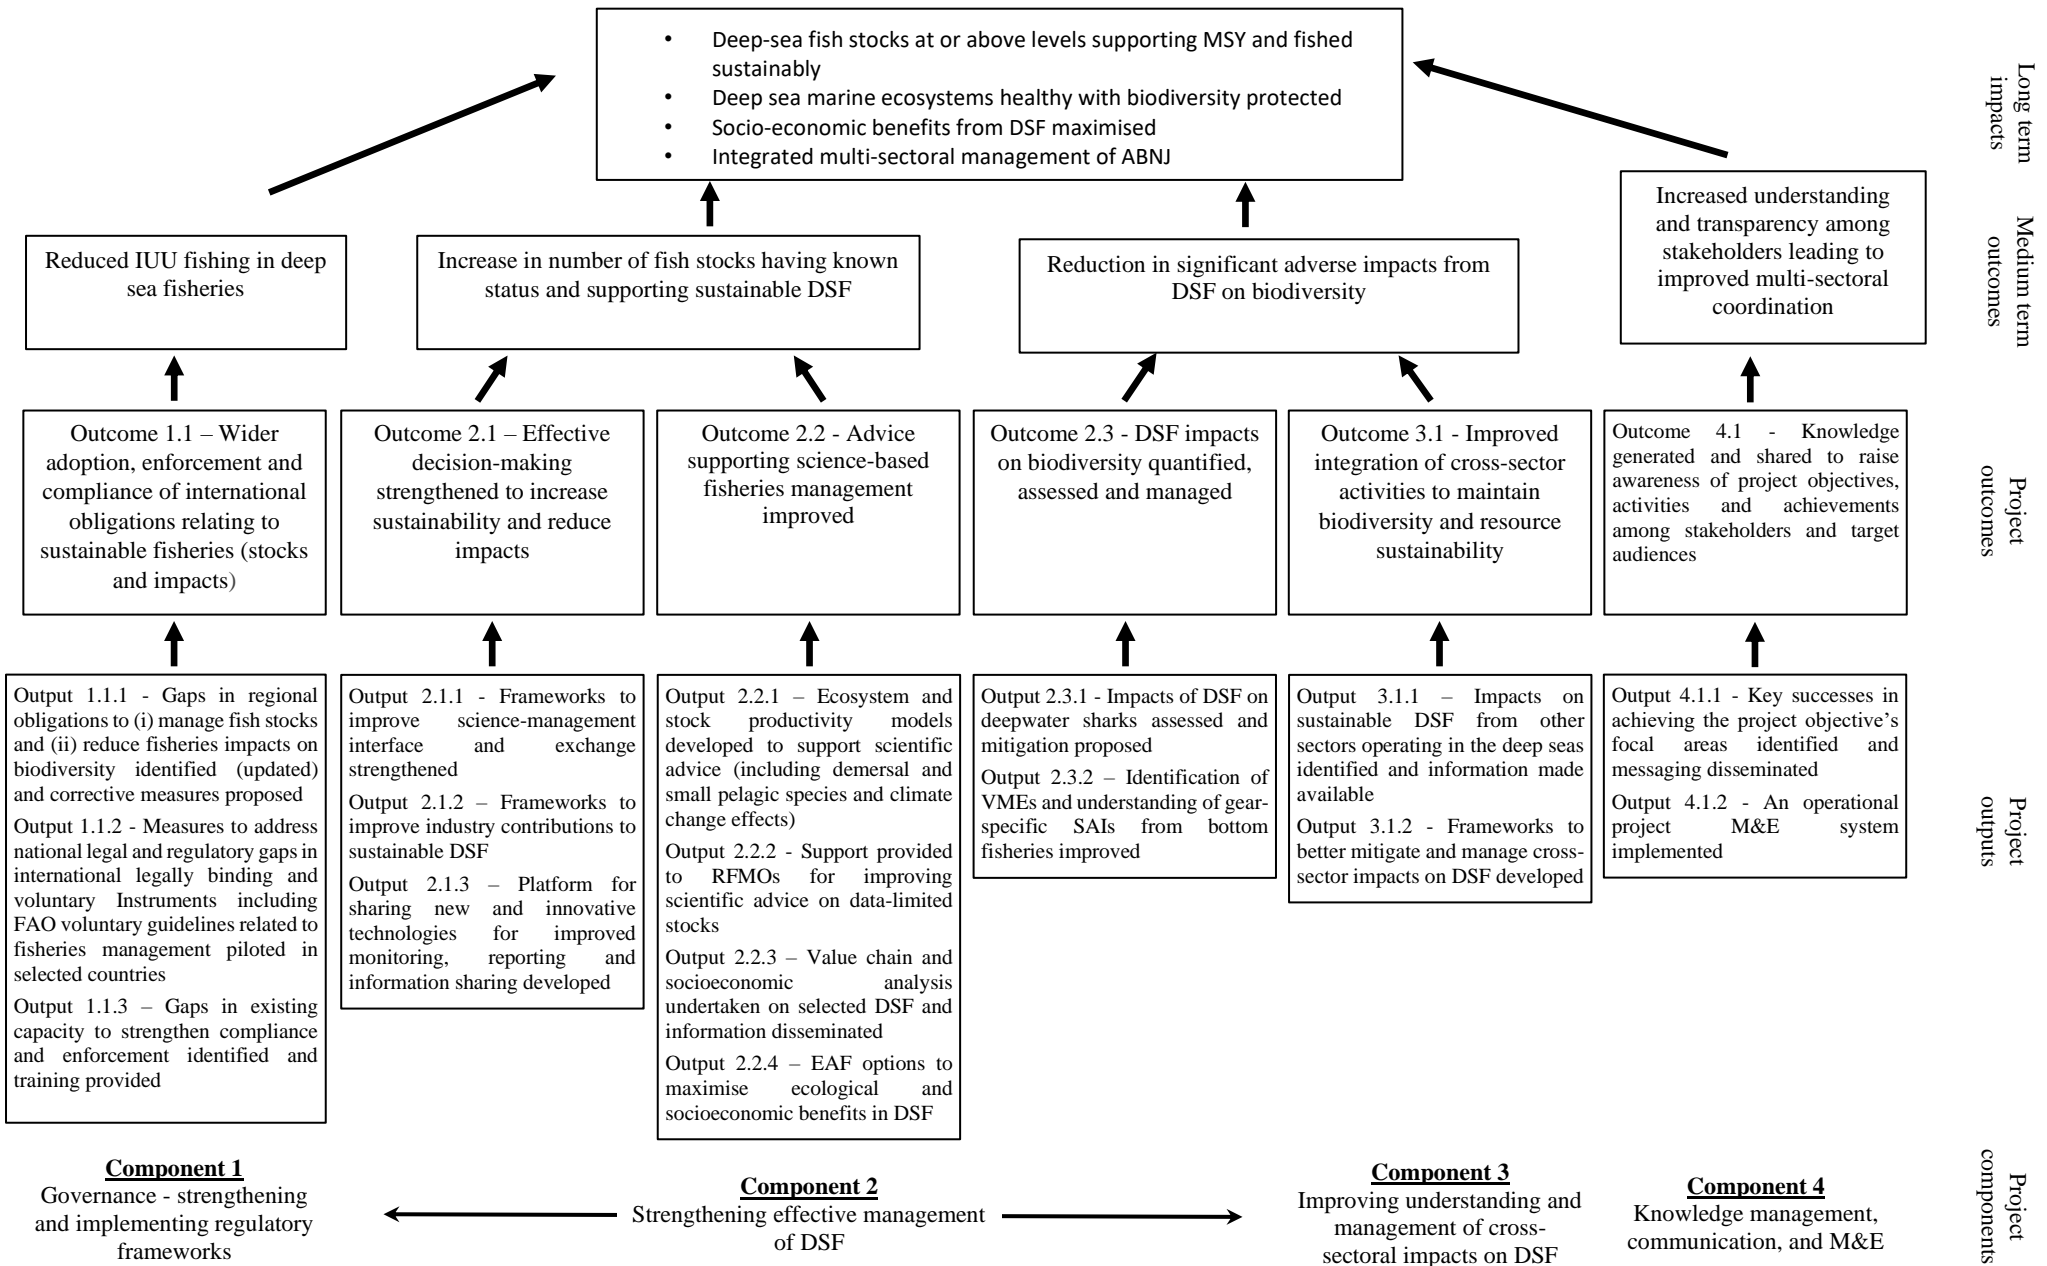 • Deep-sea fish stocks at or above levels supporting MSY and fished
sustainably
• Deep sea marine ecosystems healthy with biodiversity protected
• Socio-economic benefits from DSF maximised
• Integrated multi-sectoral management of ABNJ
Long term
impacts
Reduced IUU fishing in deep
sea fisheries
Increase in number of fish stocks having known
status and supporting sustainable DSF
Reduction in significant adverse impacts from
DSF on biodiversity
Increased understanding
and transparency among
stakeholders leading to
improved multi-sectoral
coordination
Medium term
outcomes
Outcome 1.1 – Wider
adoption, enforcement and
compliance of international
obligations relating to
sustainable fisheries (stocks
and impacts)
Outcome 2.1 – Effective
decision-making
strengthened to increase
sustainability and reduce
impacts
Outcome 2.2 - Advice
supporting science-based
fisheries management
improved
Outcome 2.3 - DSF impacts
on biodiversity quantified,
assessed and managed
Outcome 3.1 - Improved
integration of cross-sector
activities to maintain
biodiversity and resource
sustainability
Outcome 4.1 - Knowledge
generated and shared to raise
awareness of project objectives,
activities and achievements
among stakeholders and target
audiences
Project
outcomes
Output 1.1.1 - Gaps in regional
obligations to (i) manage fish stocks
and (ii) reduce fisheries impacts on
biodiversity identified (updated)
and corrective measures proposed
Output 1.1.2 - Measures to address
national legal and regulatory gaps in
international legally binding and
voluntary Instruments including
FAO voluntary guidelines related to
fisheries management piloted in
selected countries
Output 1.1.3 – Gaps in existing
capacity to strengthen compliance
and enforcement identified and
training provided
Output 2.1.1 - Frameworks to
improve science-management
interface and exchange
strengthened
Output 2.1.2 – Frameworks to
improve industry contributions to
sustainable DSF
Output 2.1.3 – Platform for
sharing new and innovative
technologies for improved
monitoring, reporting and
information sharing developed
Output 2.2.1 – Ecosystem and
stock productivity models
developed to support scientific
advice (including demersal and
small pelagic species and climate
change effects)
Output 2.2.2 - Support provided
to RFMOs for improving
scientific advice on data-limited
stocks
Output 2.2.3 – Value chain and
socioeconomic analysis
undertaken on selected DSF and
information disseminated
Output 2.2.4 – EAF options to
maximise ecological and
socioeconomic benefits in DSF
Output 2.3.1 - Impacts of DSF on
deepwater sharks assessed and
mitigation proposed
Output 2.3.2 – Identification of
VMEs and understanding of gear-
specific SAIs from bottom
fisheries improved
Output 3.1.1 – Impacts on
sustainable DSF from other
sectors operating in the deep seas
identified and information made
available
Output 3.1.2 - Frameworks to
better mitigate and manage cross-
sector impacts on DSF developed
Output 4.1.1 - Key successes in
achieving the project objective's
focal areas identified and
messaging disseminated
Output 4.1.2 - An operational
project M&E system
implemented
Project
outputs
Component 1
Governance - strengthening
and implementing regulatory
frameworks
Component 2
Strengthening effective management
of DSF
Component 3
Improving understanding and
management of cross-
sectoral impacts on DSF
Component 4
Knowledge management,
communication, and M&E
Project
components